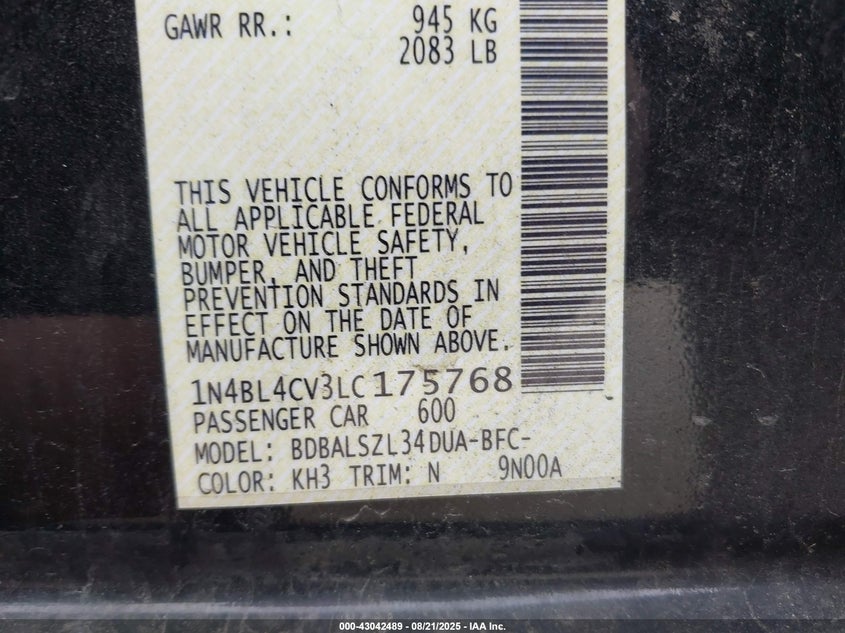 GAWR RR.: 945 KG
2083 LB
THIS VEHICLE CONFORMS TO
ALL APPLICABLE FEDERAL
MOTOR VEHICLE SAFETY,
BUMPER, AND THEFT
PREVENTION STANDARDS IN
EFFECT ON THE DATE OF
MANUFACTURE SHOWN ABOVE.
1N4BL4CV3LC175768
PASSENGER CAR 600
MODEL: BDBALSZL34DUA-BFC-
COLOR: KH3 TRIM: N 9N00A
000-43042489 - 08/21/2025 - IAA Inc.